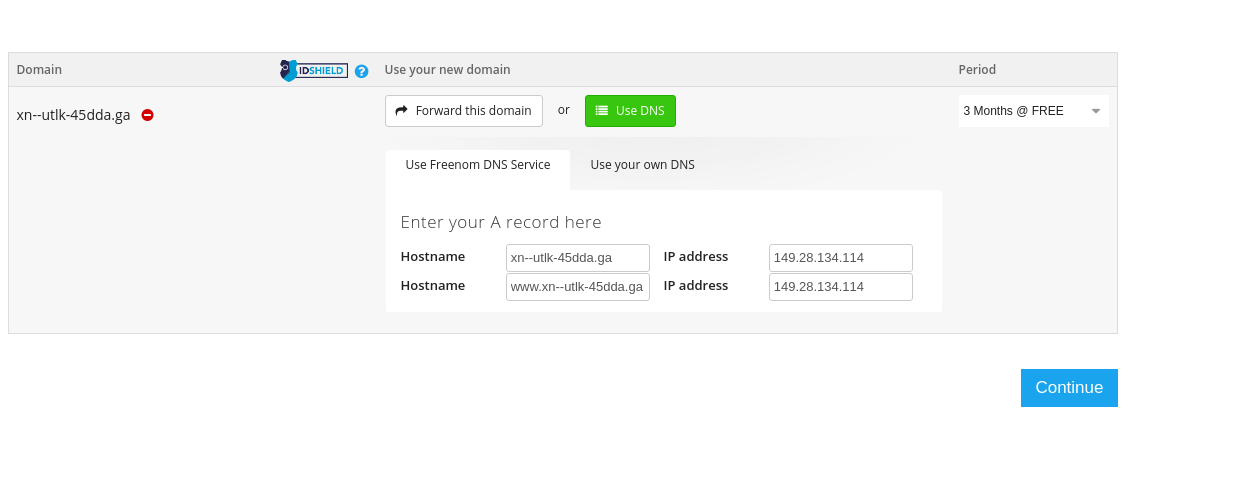 Domain IDSHIELD ? Use your new domain Period
xn--utlk-45dda.ga Forward this domain or Use DNS 3 Months @ FREE
Use Freenom DNS Service Use your own DNS
Enter your A record here
Hostname xn--utlk-45dda.ga IP address 149.28.134.114
Hostname www.xn--utlk-45dda.ga IP address 149.28.134.114
Continue